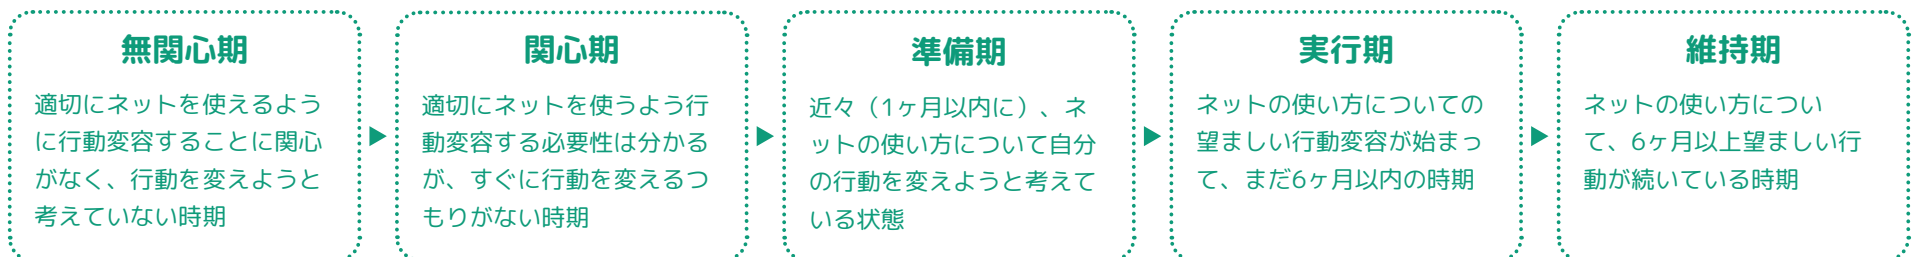 無関心期
適切にネットを使えるよう
に行動変容することに関心
がなく、行動を変えようと
考えていない時期
関心期
適切にネットを使うよう行
動変容する必要性は分かる
が、すぐに行動を変えるつ
もりがない時期
準備期
近々（1ヶ月以内に）、ネ
ットの使い方について自分
の行動を変えようと考えて
いる状態
実行期
ネットの使い方についての
望ましい行動変容が始まっ
て、まだ6ヶ月以内の時期
維持期
ネットの使い方につい
て、6ヶ月以上望ましい行
動が続いている時期